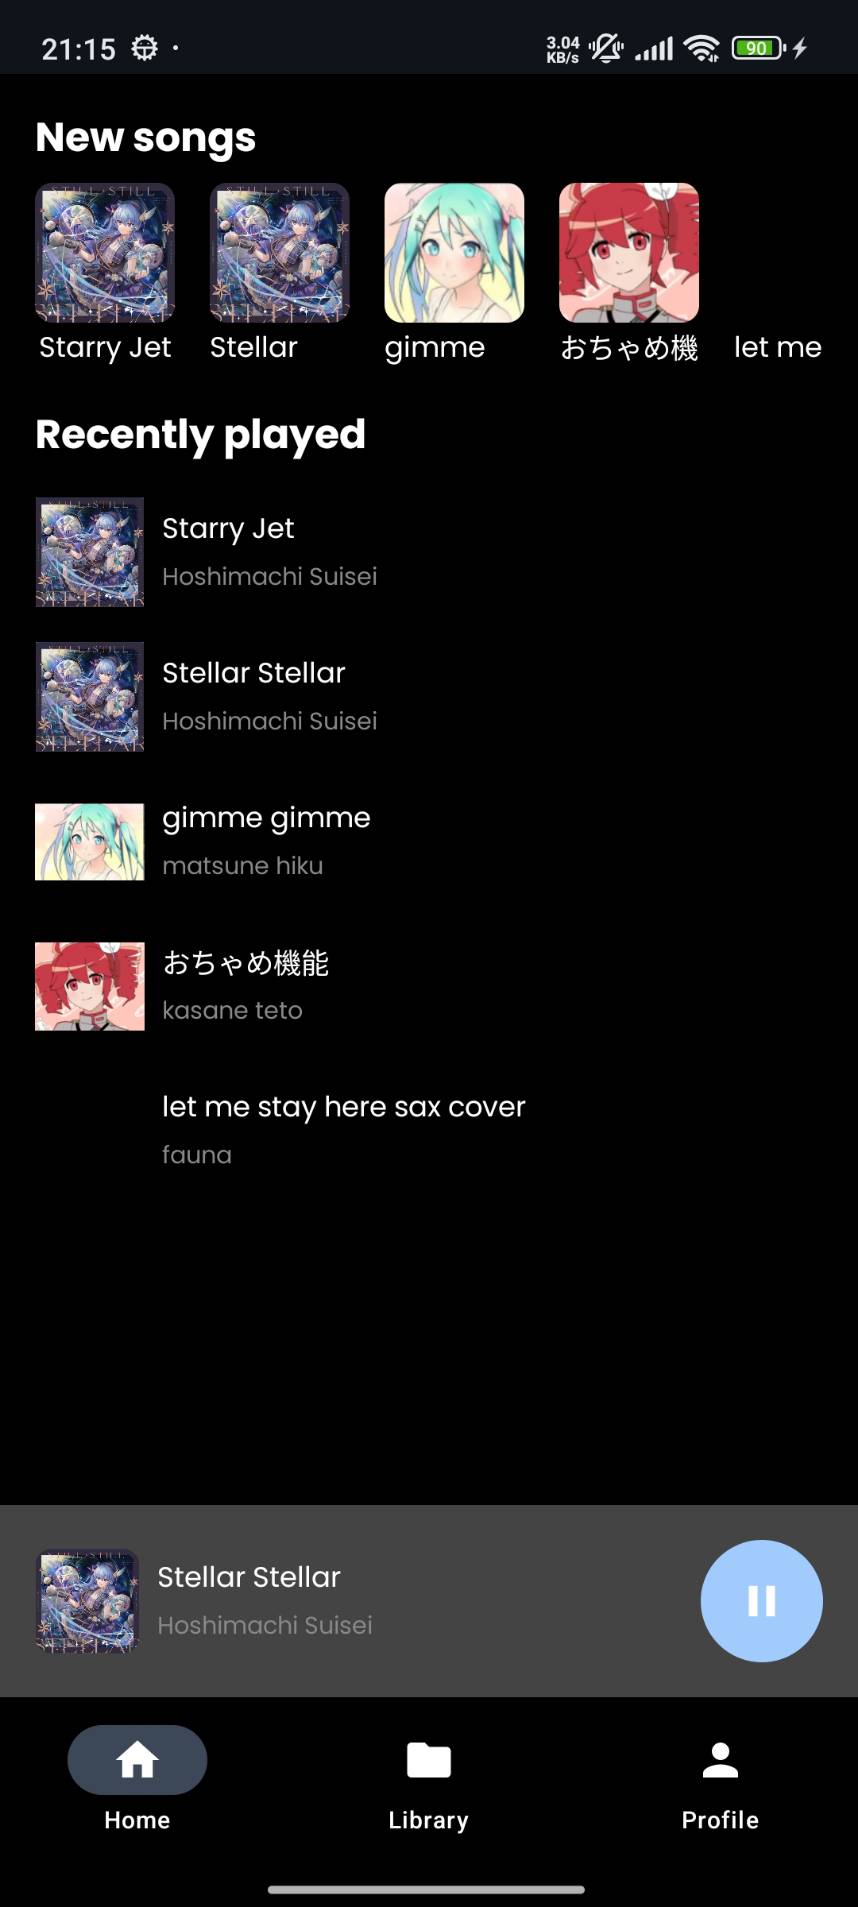 21:15
3.04
KB/s
90
New songs
Starry Jet
Stellar
gimme
おちゃめ機
let me
Recently played
Starry Jet
Hoshimachi Suisei
Stellar Stellar
Hoshimachi Suisei
gimme gimme
matsune hiku
おちゃめ機能
kasane teto
let me stay here sax cover
fauna
Stellar Stellar
Hoshimachi Suisei
Home
Library
Profile